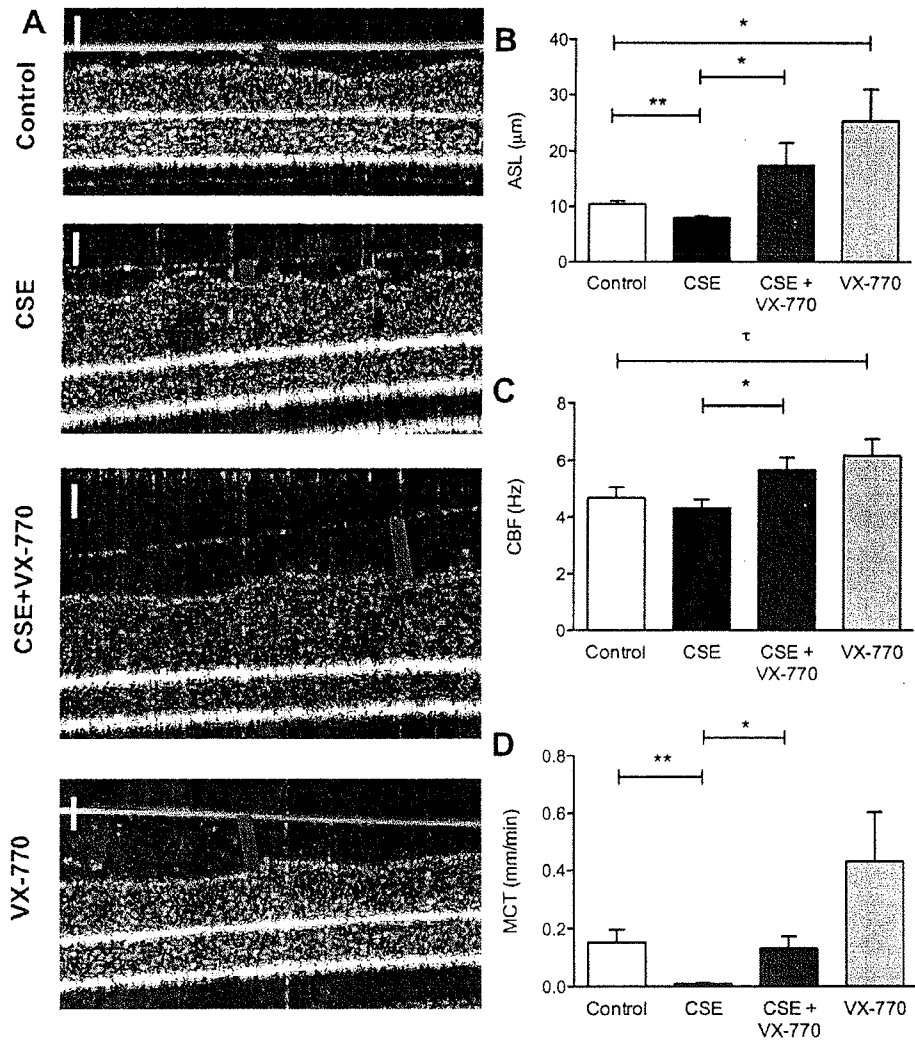 A
Control
CSE
CSE+VX-770
VX-770
B
ASL (µm)
40
30
20
10
0
*
*
**
Control
CSE
CSE +
VX-770
VX-770
C
CBF (Hz)
8
6
4
2
0
τ
*
Control
CSE
CSE +
VX-770
VX-770
D
MCT (mm/min)
0.8
0.6
0.4
0.2
0.0
*
**
Control
CSE
CSE +
VX-770
VX-770